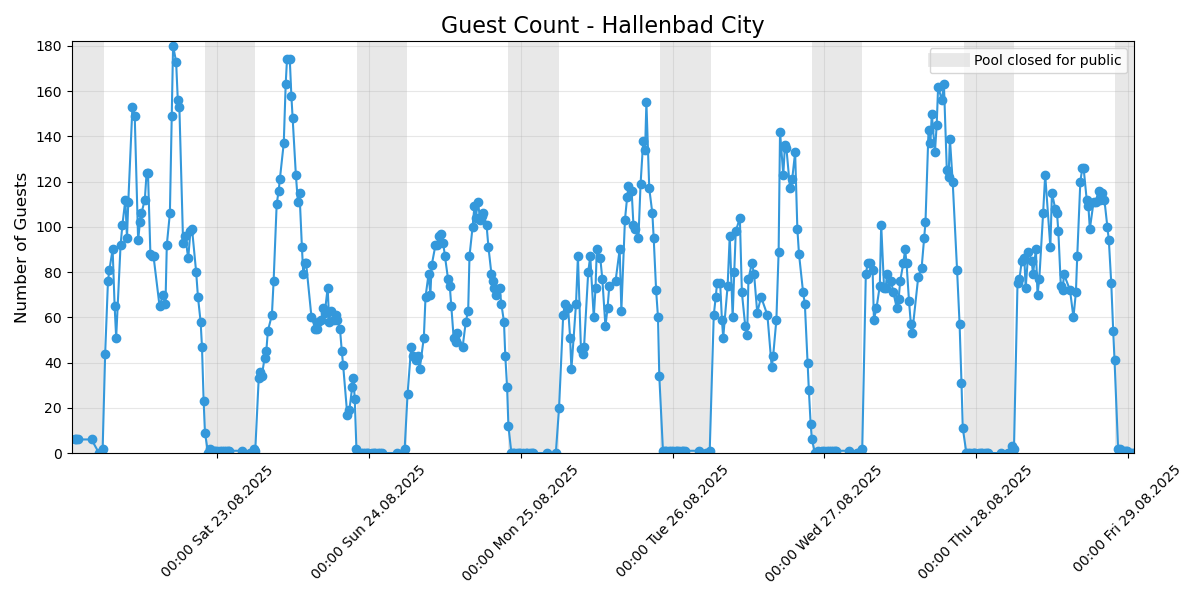 Guest Count - Hallenbad City
Pool closed for public
Number of Guests
180
160
140
120
100
80
60
40
20
0
00:00 Sat 23.08.2025
00:00 Sun 24.08.2025
00:00 Mon 25.08.2025
00:00 Tue 26.08.2025
00:00 Wed 27.08.2025
00:00 Thu 28.08.2025
00:00 Fri 29.08.2025